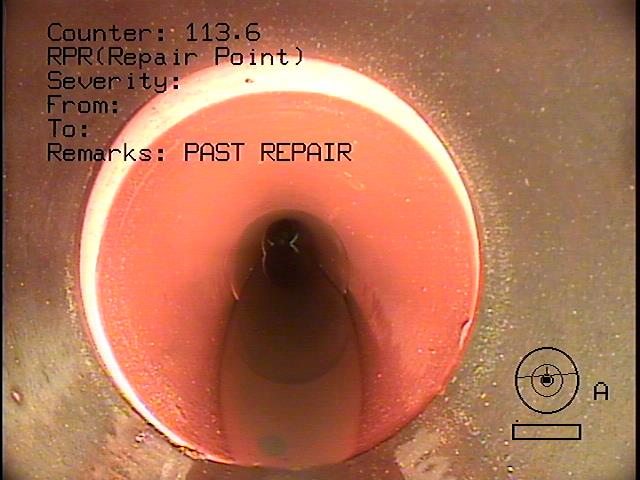 Counter: 113.6
RPR(Repair Point)
Severity:
From:
To:
Remarks: PAST REPAIR
A